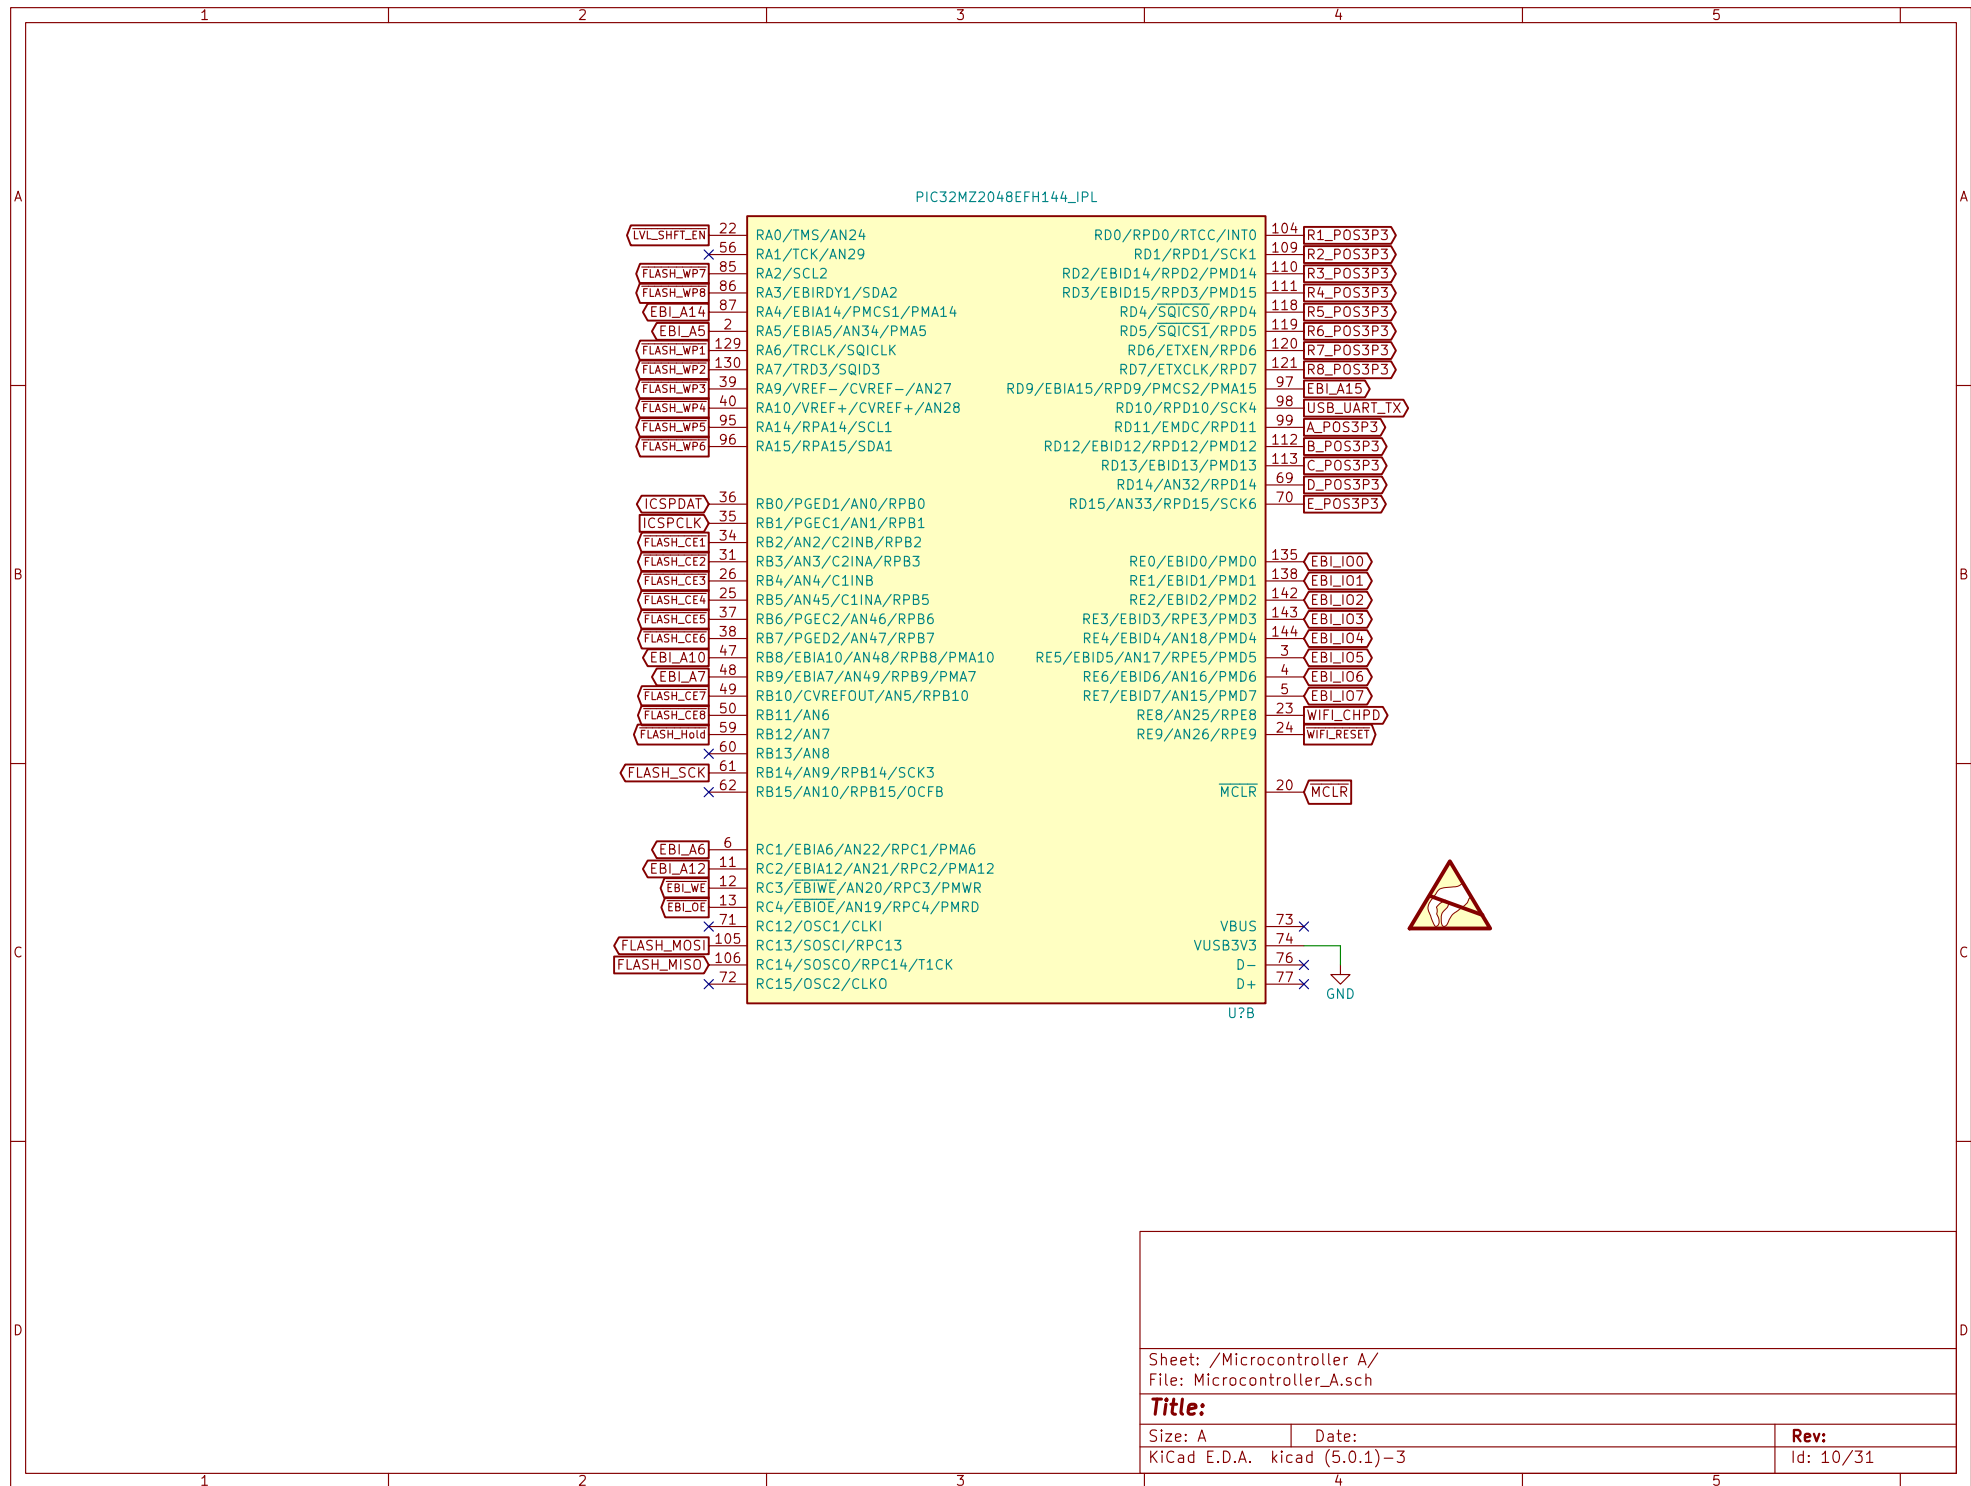 1 2 3 4 5
A A
PIC32MZ2048EFH144_IPL
LVL_SHFT_EN 22 RA0/TMS/AN24 RD0/RPD0/RTCC/INT0 104 R1_POS3P3
56 RA1/TCK/AN29 RD1/RPD1/SCK1 109 R2_POS3P3
FLASH_WP7 85 RA2/SCL2 RD2/EBID14/RPD2/PMD14 110 R3_POS3P3
FLASH_WP8 86 RA3/EBIRDY1/SDA2 RD3/EBID15/RPD3/PMD15 111 R4_POS3P3
EBI_A14 87 RA4/EBIA14/PMCS1/PMA14 RD4/SQICS0/RPD4 118 R5_POS3P3
EBI_A5 2 RA5/EBIA5/AN34/PMA5 RD5/SQICS1/RPD5 119 R6_POS3P3
FLASH_WP1 129 RA6/TRCLK/SQICLK RD6/ETXEN/RPD6 120 R7_POS3P3
FLASH_WP2 130 RA7/TRD3/SQID3 RD7/ETXCLK/RPD7 121 R8_POS3P3
FLASH_WP3 39 RA9/VREF-/CVREF-/AN27 RD9/EBIA15/RPD9/PMCS2/PMA15 97 EBI_A15
FLASH_WP4 40 RA10/VREF+/CVREF+/AN28 RD10/RPD10/SCK4 98 USB_UART_TX
FLASH_WP5 95 RA14/RPA14/SCL1 RD11/EMDC/RPD11 99 A_POS3P3
FLASH_WP6 96 RA15/RPA15/SDA1 RD12/EBID12/RPD12/PMD12 112 B_POS3P3
RD13/EBID13/PMD13 113 C_POS3P3
RD14/AN32/RPD14 69 D_POS3P3
ICSPDAT 36 RB0/PGED1/AN0/RPB0 RD15/AN33/RPD15/SCK6 70 E_POS3P3
ICSPCLK 35 RB1/PGEC1/AN1/RPB1
FLASH_CE1 34 RB2/AN2/C2INB/RPB2
FLASH_CE2 31 RB3/AN3/C2INA/RPB3 RE0/EBID0/PMD0 135 EBI_IO0
B FLASH_CE3 26 RB4/AN4/C1INB RE1/EBID1/PMD1 138 EBI_IO1 B
FLASH_CE4 25 RB5/AN45/C1INA/RPB5 RE2/EBID2/PMD2 142 EBI_IO2
FLASH_CE5 37 RB6/PGEC2/AN46/RPB6 RE3/EBID3/RPE3/PMD3 143 EBI_IO3
FLASH_CE6 38 RB7/PGED2/AN47/RPB7 RE4/EBID4/AN18/PMD4 144 EBI_IO4
EBI_A10 47 RB8/EBIA10/AN48/RPB8/PMA10 RE5/EBID5/AN17/RPE5/PMD5 3 EBI_IO5
EBI_A7 48 RB9/EBIA7/AN49/RPB9/PMA7 RE6/EBID6/AN16/PMD6 4 EBI_IO6
FLASH_CE7 49 RB10/CVREFOUT/AN5/RPB10 RE7/EBID7/AN15/PMD7 5 EBI_IO7
FLASH_CE8 50 RB11/AN6 RE8/AN25/RPE8 23 WIFI_CHPD
FLASH_Hold 59 RB12/AN7 RE9/AN26/RPE9 24 WIFI_RESET
60 RB13/AN8
FLASH_SCK 61 RB14/AN9/RPB14/SCK3
62 RB15/AN10/RPB15/OCFB MCLR 20 MCLR
EBI_A6 6 RC1/EBIA6/AN22/RPC1/PMA6
EBI_A12 11 RC2/EBIA12/AN21/RPC2/PMA12
EBI_WE 12 RC3/EBIWE/AN20/RPC3/PMWR
EBI_OE 13 RC4/EBIOE/AN19/RPC4/PMRD
71 RC12/OSC1/CLKI VBUS 73
C FLASH_MOSI 105 RC13/SOSCI/RPC13 VUSB3V3 74 C
FLASH_MISO 106 RC14/SOSCO/RPC14/T1CK D- 76
72 RC15/OSC2/CLKO D+ 77
GND
U?B
D D
Sheet: /Microcontroller A/
File: Microcontroller_A.sch
Title:
Size: A Date: Rev:
KiCad E.D.A. kicad (5.0.1)-3 Id: 10/31
1 2 3 4 5